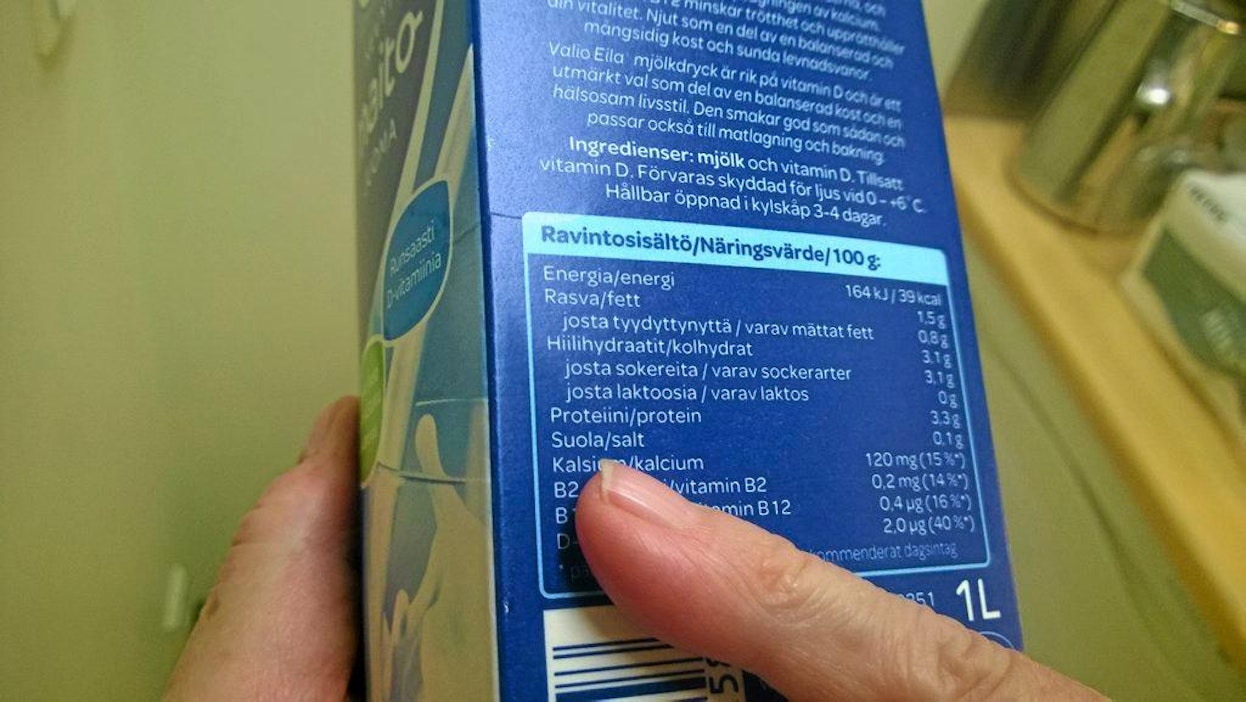 maito
LOMA
Runsaasti
D-vitamiinia
minskar trötthet och upprätthåller
din vitalitet. Njut som en del av en balanserad och
mångsidig kost och sunda levnadsvanor.
Valio Eila mjölkdryck är rik på vitamin D och är ett
utmärkt val som del av en balanserad kost och en
hälsosam livsstil. Den smakar god som sådan och
passar också till matlagning och bakning.
Ingredienser: mjölk och vitamin D. Tillsatt
vitamin D. Förvaras skyddad för ljus vid 0 - +6°C.
Hållbar öppnad i kylskåp 3-4 dagar.
Ravintosisältö/Näringsvärde/100 g:
Energia/energi 164 kJ / 39 kcal
Rasva/fett 1,5 g
josta tyydyttynyttä / varav mättat fett 0,8 g
Hiilihydraatit/kolhydrat 3,1 g
josta sokereita / varav sockerarter 3,1 g
josta laktoosia / varav laktos 0 g
Proteiini/protein 3,3 g
Suola/salt 0,1 g
Kalsium/kalcium 120 mg (15 %*)
B2 /vitamin B2 0,2 mg (14 %*)
B vitamin B12 0,4 µg (16 %*)
D- 2,0 µg (40 %*)
dagsintag
1L